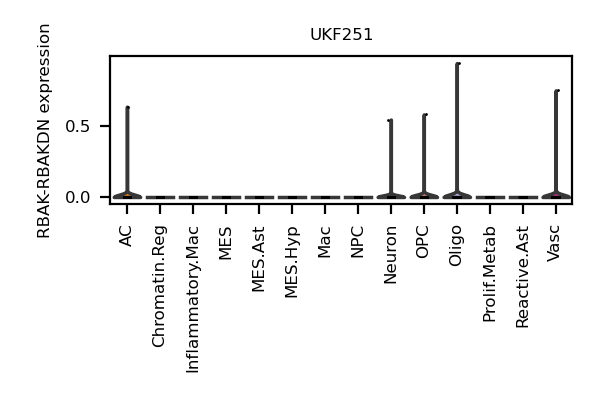 UKF251
RBAK-RBAKDN expression
0.5
0.0
AC
Chromatin.Reg
Inflammatory.Mac
MES
MES.Ast
MES.Hyp
Mac
NPC
Neuron
OPC
Oligo
Prolif.Metab
Reactive.Ast
Vasc